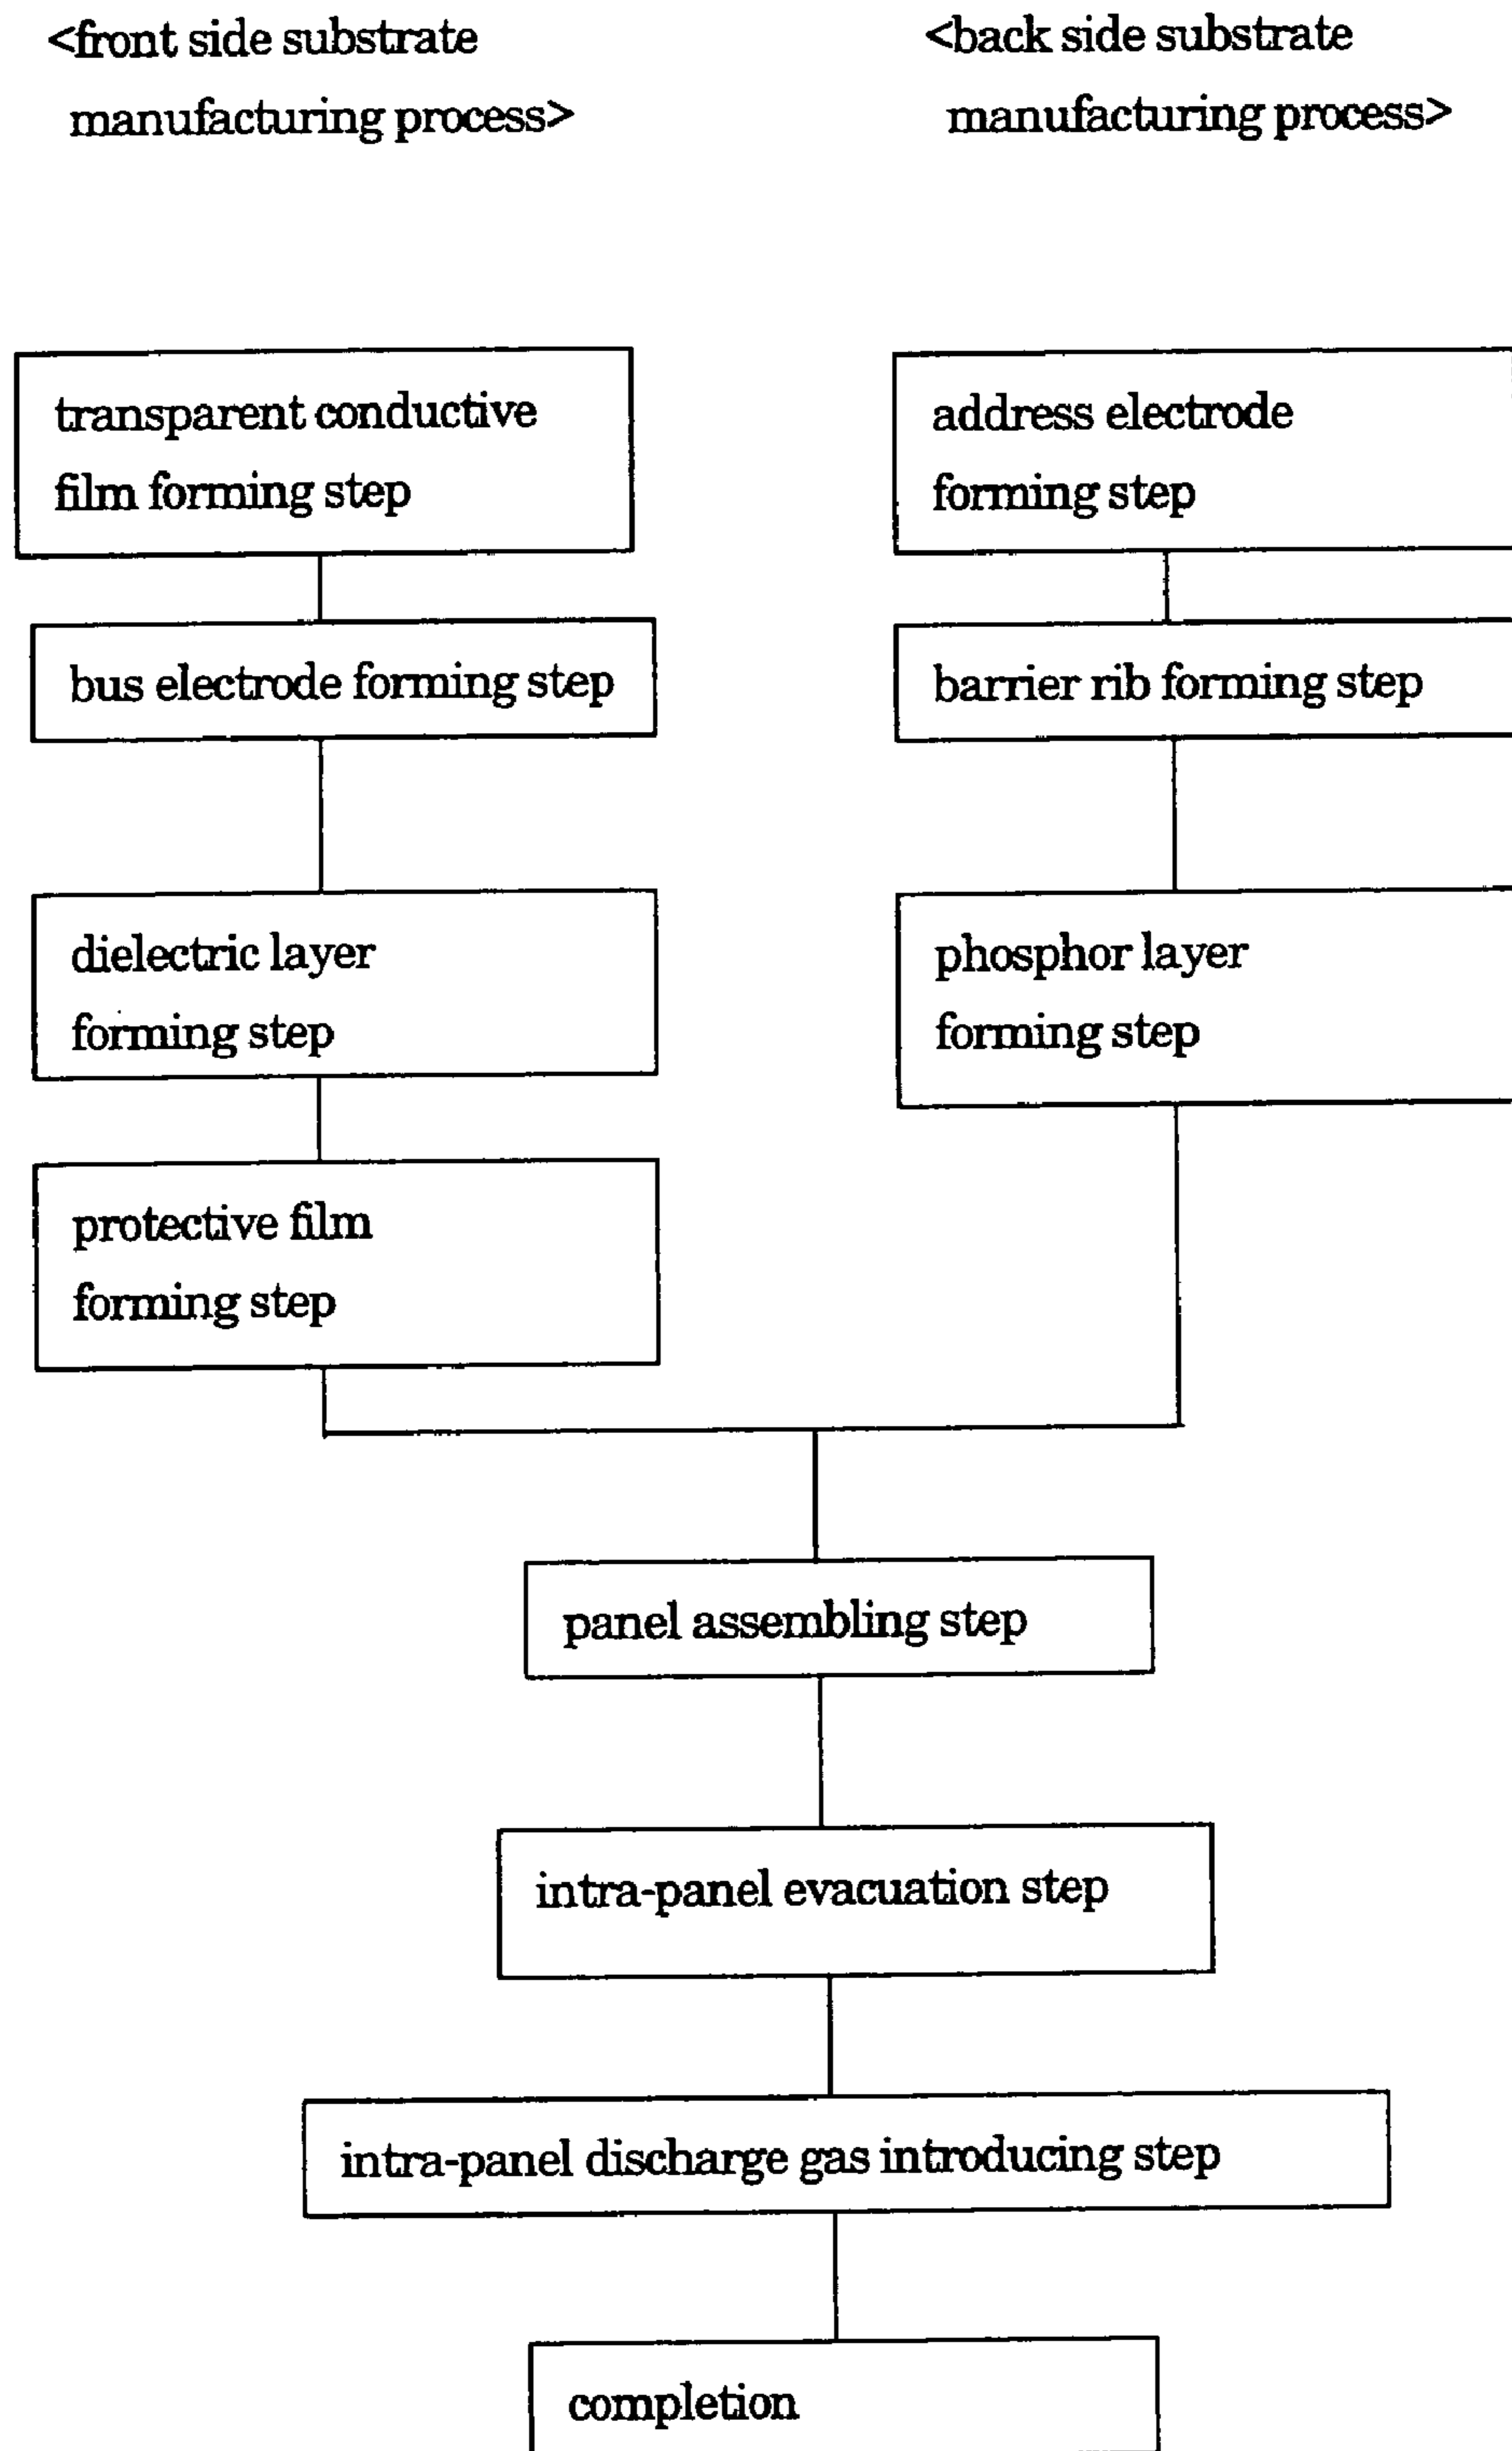 <front side substrate
manufacturing process>
<back side substrate
manufacturing process>
transparent conductive
film forming step
address electrode
forming step
bus electrode forming step
barrier rib forming step
dielectric layer
forming step
phosphor layer
forming step
protective film
forming step
panel assembling step
intra-panel evacuation step
intra-panel discharge gas introducing step
completion